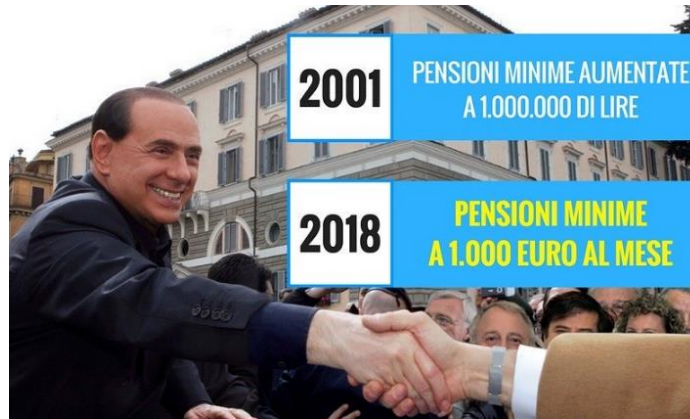 2001
PENSIONI MINIME AUMENTATE
A 1.000.000 DI LIRE
2018
PENSIONI MINIME
A 1.000 EURO AL MESE